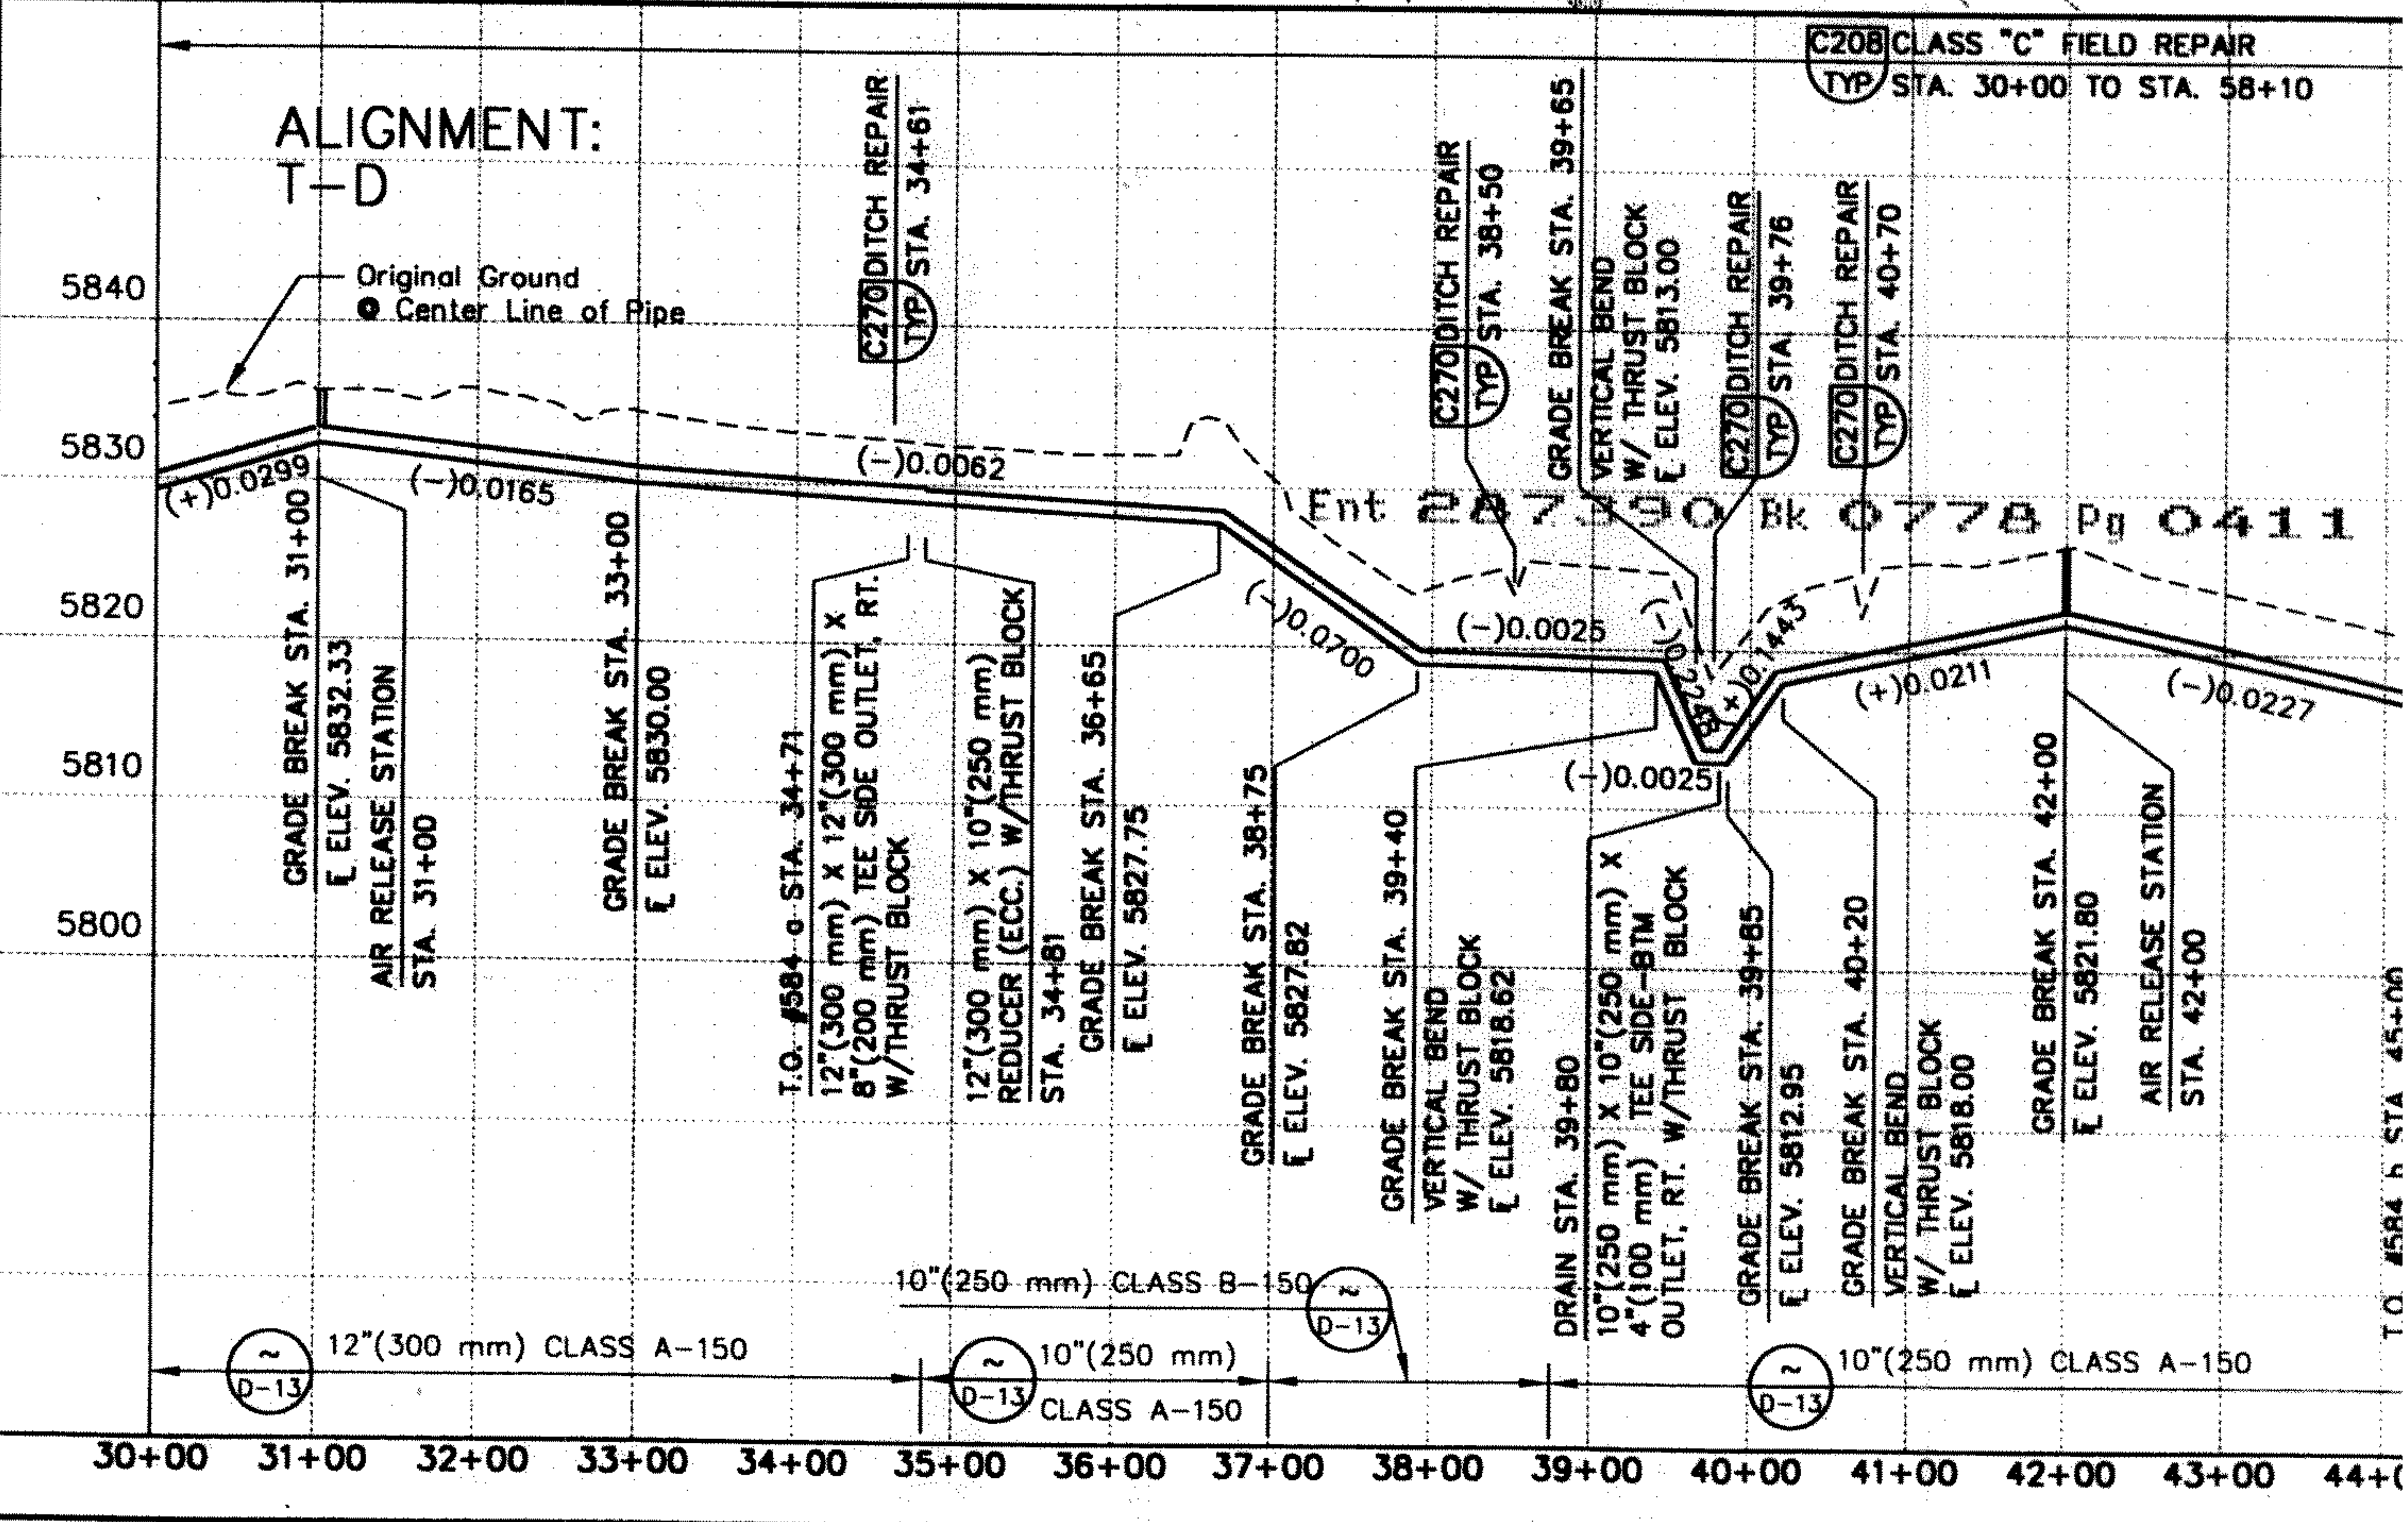 C208 CLASS "C" FIELD REPAIR
TYP STA. 30+00 TO STA. 58+10
ALIGNMENT:
T-D
Original Ground
Center Line of Pipe
C270 DITCH REPAIR
TYP STA. 34+61
C270 DITCH REPAIR
TYP STA. 38+50
GRADE BREAK STA. 39+65
VERTICAL BEND
W/ THRUST BLOCK
℄ ELEV. 5813.00
C270 DITCH REPAIR
TYP STA. 39+76
C270 DITCH REPAIR
TYP STA. 40+70
5840
5830
5820
5810
5800
(+)0.0299
(-)0.0165
(-)0.0062
(-)0.0700
(-)0.0025
(-)0.2248
(-)0.0025
(+)0.1443
(+)0.0211
(-)0.0227
Ent Bk 0778 Pg 0411
GRADE BREAK STA. 31+00
℄ ELEV. 5832.33
AIR RELEASE STATION
STA. 31+00
GRADE BREAK STA. 33+00
℄ ELEV. 5830.00
T.O. #584 a STA. 34+71
12"(300 mm) X 12"(300 mm) X
8"(200 mm) TEE SIDE OUTLET, RT.
W/THRUST BLOCK
12"(300 mm) X 10"(250 mm)
REDUCER (ECC.) W/THRUST BLOCK
STA. 34+81
GRADE BREAK STA. 36+65
℄ ELEV. 5827.75
GRADE BREAK STA. 38+75
℄ ELEV. 5827.82
GRADE BREAK STA. 39+40
VERTICAL BEND
W/ THRUST BLOCK
℄ ELEV. 5818.62
DRAIN STA. 39+80
10"(250 mm) X 10"(250 mm) X
4"(100 mm) TEE SIDE-BTM
OUTLET, RT. W/THRUST BLOCK
GRADE BREAK STA. 39+85
℄ ELEV. 5812.95
GRADE BREAK STA. 40+20
VERTICAL BEND
W/ THRUST BLOCK
℄ ELEV. 5818.00
GRADE BREAK STA. 42+00
℄ ELEV. 5821.80
AIR RELEASE STATION
STA. 42+00
T.O. #584 b STA. 45+00
~ D-13 12"(300 mm) CLASS A-150
~ D-13 10"(250 mm)
CLASS A-150
10"(250 mm) CLASS B-150 ~ D-13
~ D-13 10"(250 mm) CLASS A-150
30+00 31+00 32+00 33+00 34+00 35+00 36+00 37+00 38+00 39+00 40+00 41+00 42+00 43+00 44+